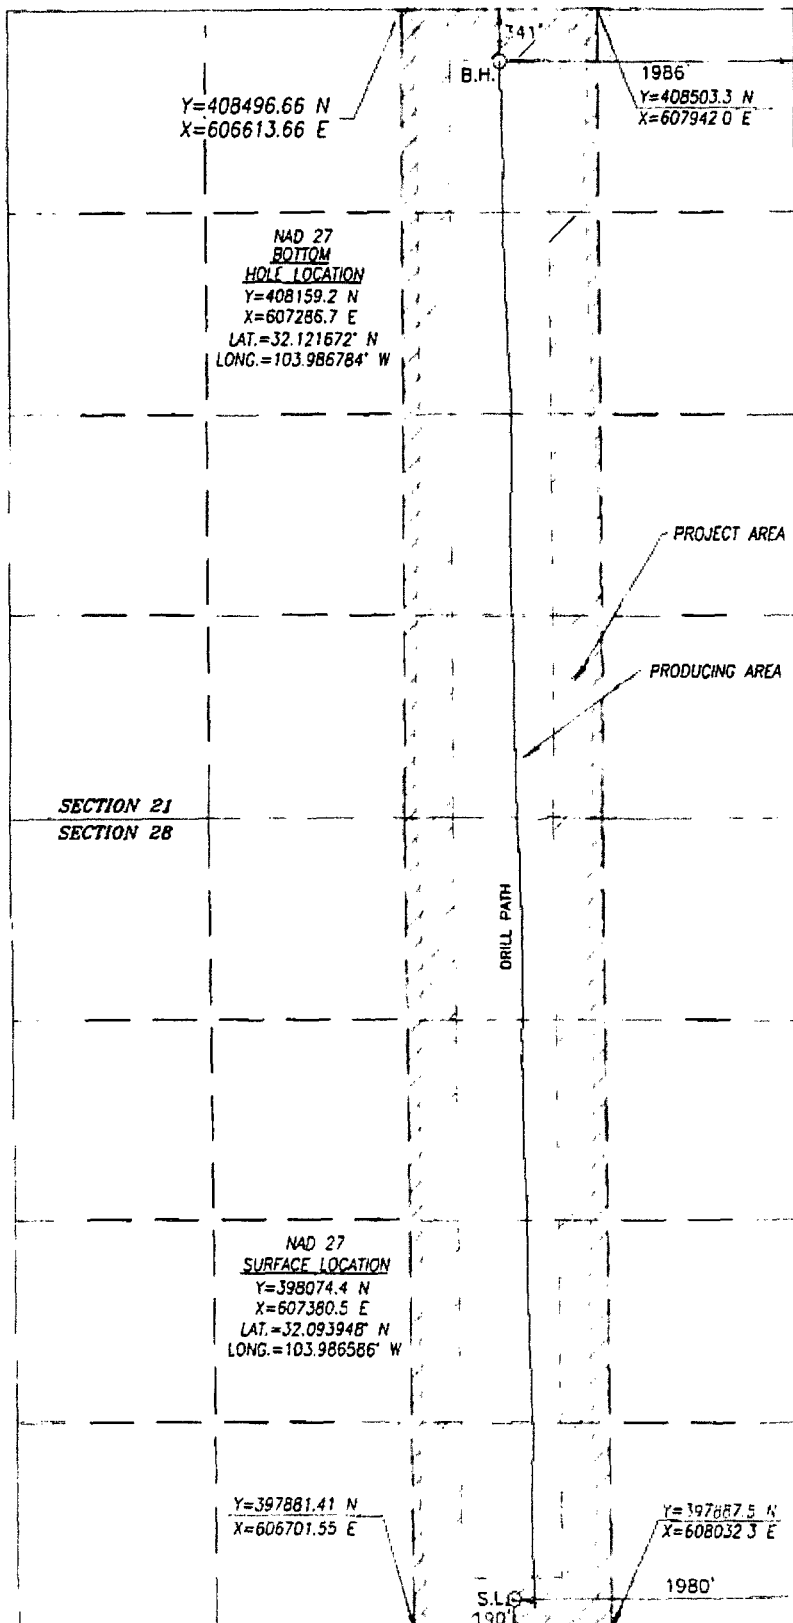 341'
B.H.
1986'
Y=408496.66 N
X=606613.66 E
Y=408503.3 N
X=607942.0 E
NAD 27
BOTTOM
HOLE LOCATION
Y=408159.2 N
X=607286.7 E
LAT.=32.121672° N
LONG.=103.986784° W
PROJECT AREA
PRODUCING AREA
SECTION 21
SECTION 28
DRILL PATH
NAD 27
SURFACE LOCATION
Y=398074.4 N
X=607380.5 E
LAT.=32.093948° N
LONG.=103.986586° W
Y=397881.41 N
X=606701.55 E
Y=397887.5 N
X=608032.3 E
S.L.
1980'
190'